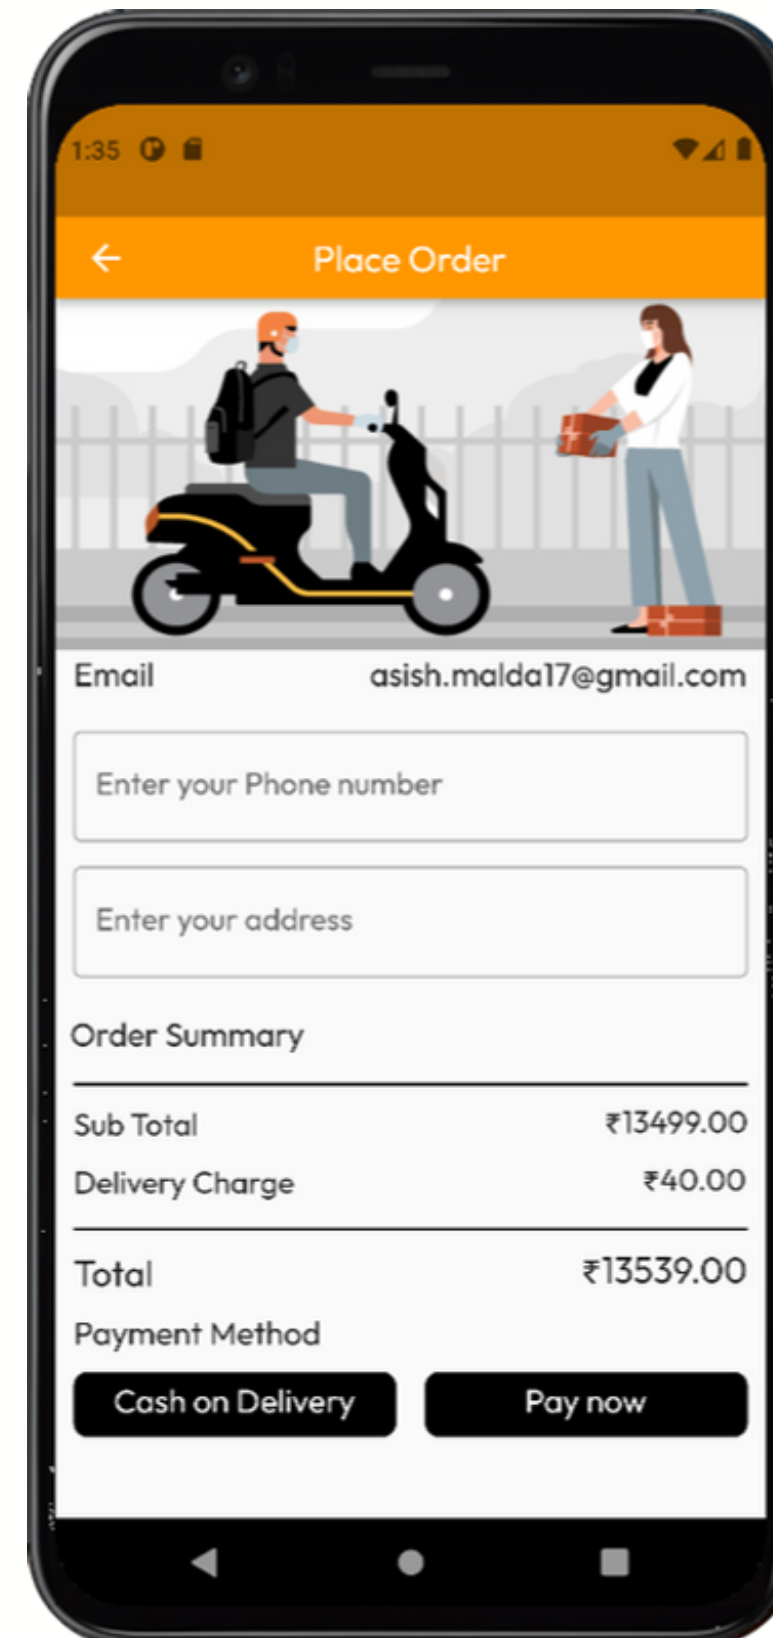 1:35
Place Order
Email asish.malda17@gmail.com
Enter your Phone number
Enter your address
Order Summary
Sub Total ₹13499.00
Delivery Charge ₹40.00
Total ₹13539.00
Payment Method
Cash on Delivery Pay now